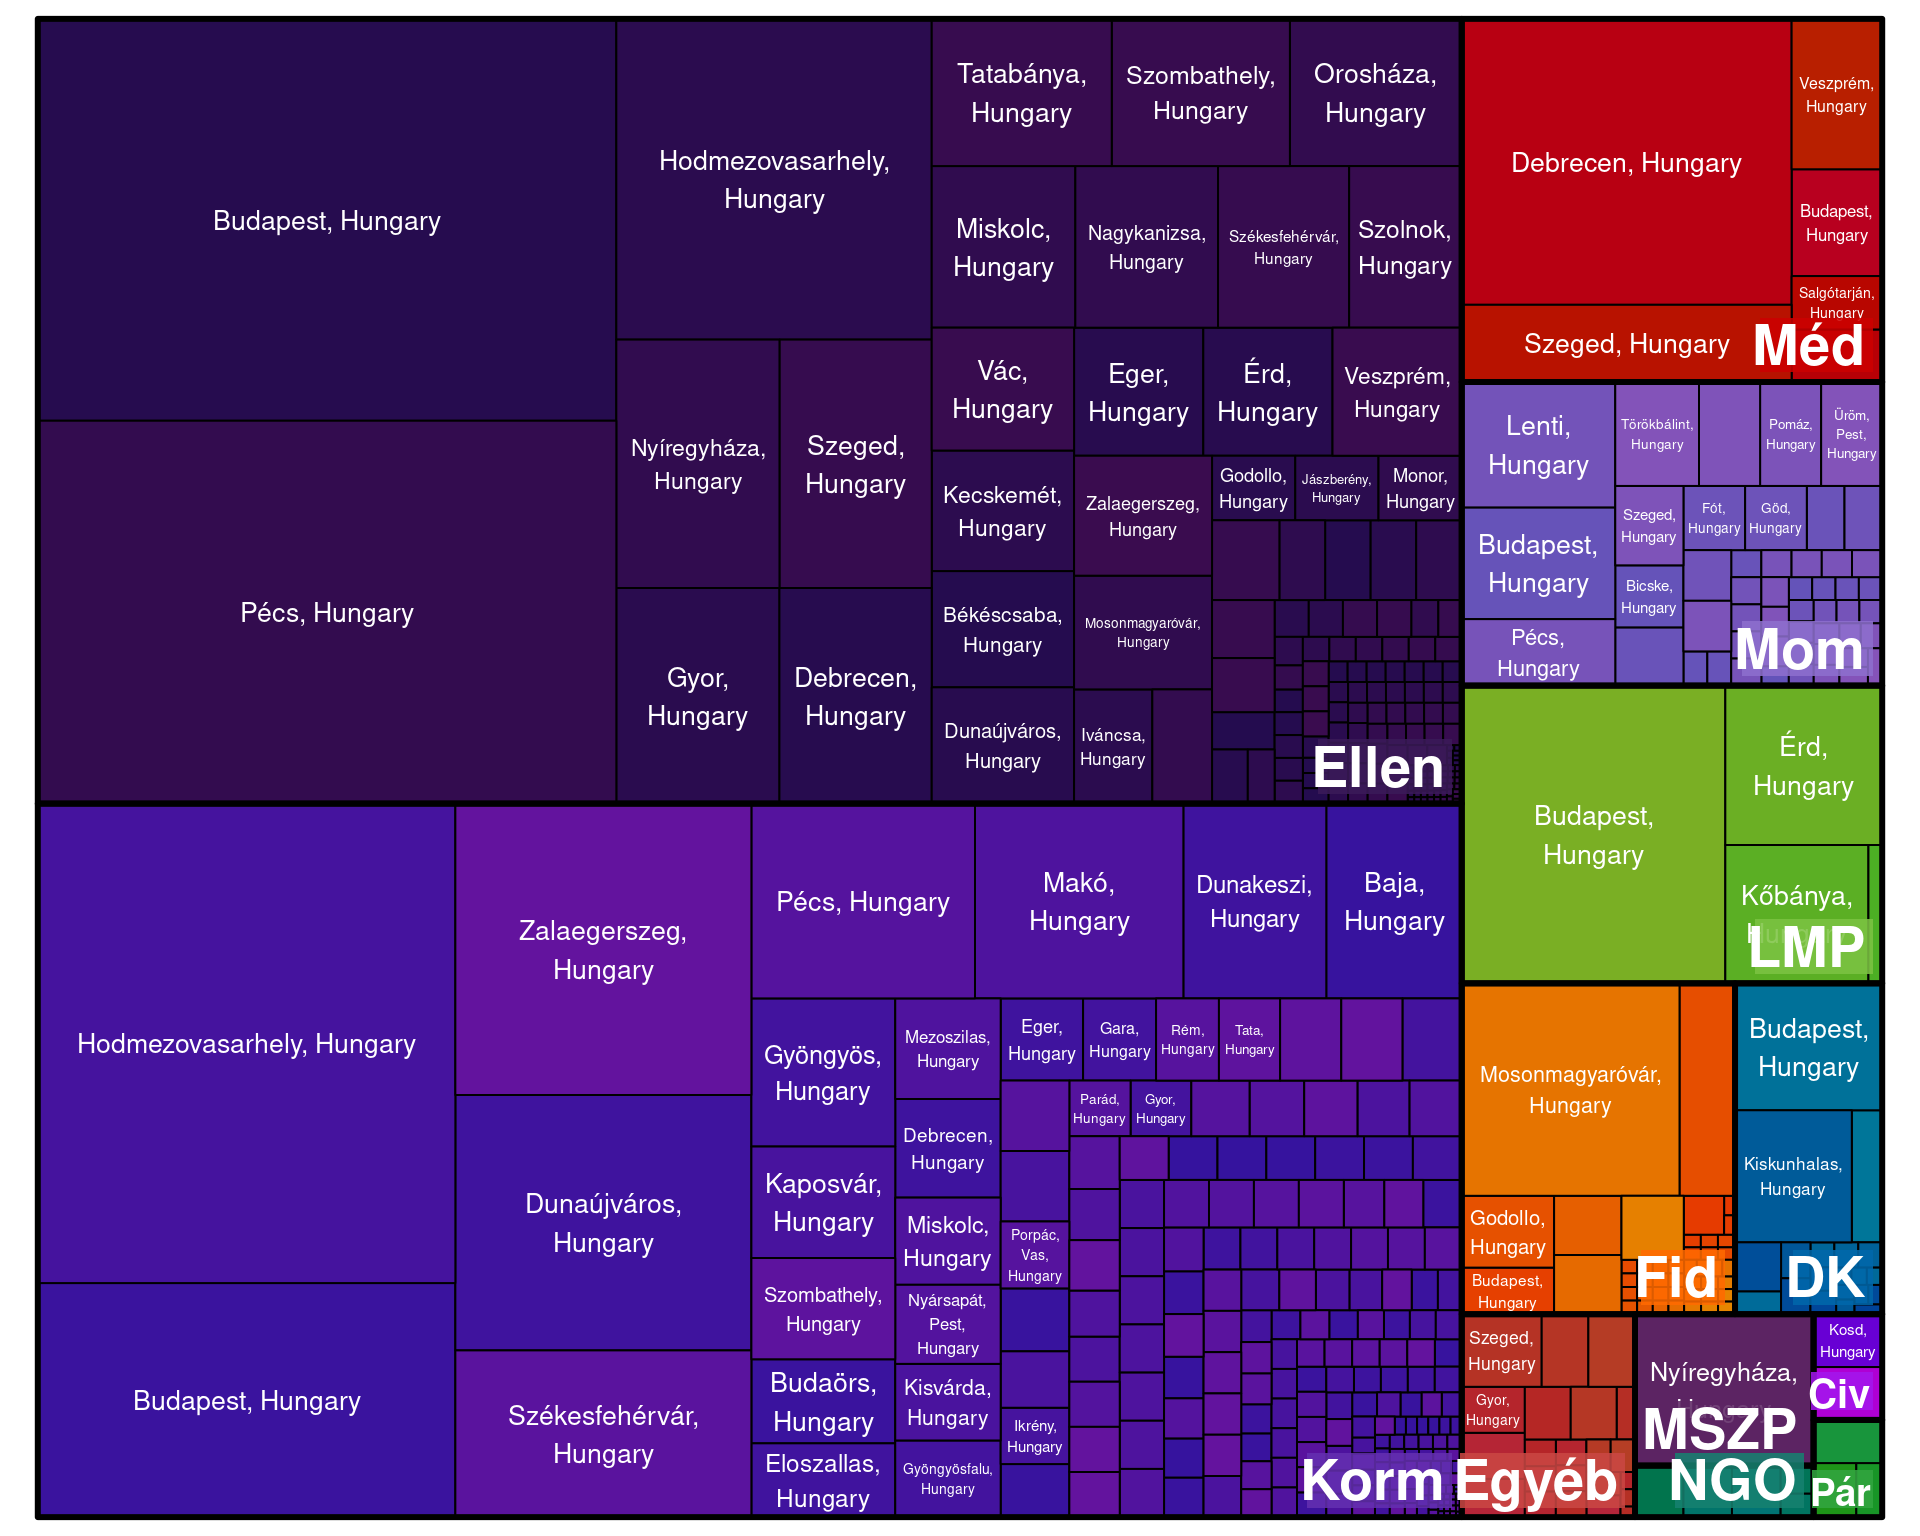 Budapest, Hungary
Pécs, Hungary
Hodmezovasarhely,
Hungary
Nyíregyháza,
Hungary
Szeged,
Hungary
Gyor,
Hungary
Debrecen,
Hungary
Tatabánya,
Hungary
Szombathely,
Hungary
Orosháza,
Hungary
Miskolc,
Hungary
Nagykanizsa,
Hungary
Székesfehérvár,
Hungary
Szolnok,
Hungary
Vác,
Hungary
Eger,
Hungary
Érd,
Hungary
Veszprém,
Hungary
Kecskemét,
Hungary
Zalaegerszeg,
Hungary
Godollo,
Hungary
Jászberény,
Hungary
Monor,
Hungary
Békéscsaba,
Hungary
Mosonmagyaróvár,
Hungary
Dunaújváros,
Hungary
Iváncsa,
Hungary
Ellen
Hodmezovasarhely, Hungary
Budapest, Hungary
Zalaegerszeg,
Hungary
Dunaújváros,
Hungary
Székesfehérvár,
Hungary
Pécs, Hungary
Makó,
Hungary
Dunakeszi,
Hungary
Baja,
Hungary
Gyöngyös,
Hungary
Kaposvár,
Hungary
Szombathely,
Hungary
Budaörs,
Hungary
Eloszallas,
Hungary
Mezoszilas,
Hungary
Debrecen,
Hungary
Miskolc,
Hungary
Nyársapát,
Pest,
Hungary
Kisvárda,
Hungary
Gyöngyösfalu,
Hungary
Eger,
Hungary
Gara,
Hungary
Rém,
Hungary
Tata,
Hungary
Parád,
Hungary
Gyor,
Hungary
Porpác,
Vas,
Hungary
Ikrény,
Hungary
Korm
Debrecen, Hungary
Szeged, Hungary
Veszprém,
Hungary
Budapest,
Hungary
Salgótarján,
Hungary
Méd
Lenti,
Hungary
Budapest,
Hungary
Pécs,
Hungary
Törökbálint,
Hungary
Pomáz,
Hungary
Üröm,
Pest,
Hungary
Szeged,
Hungary
Fót,
Hungary
Göd,
Hungary
Bicske,
Hungary
Mom
Budapest,
Hungary
Érd,
Hungary
Kőbánya,
Hungary
LMP
Mosonmagyaróvár,
Hungary
Godollo,
Hungary
Budapest,
Hungary
Fid
Budapest,
Hungary
Kiskunhalas,
Hungary
DK
Szeged,
Hungary
Gyor,
Hungary
Egyéb
Nyíregyháza,
Hungary
MSZP
NGO
Kosd,
Hungary
Civ
Pár